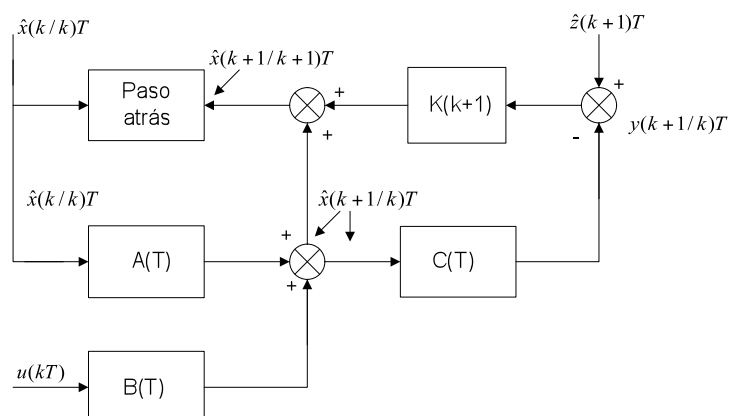 x̂(k/k)T
ẑ(k+1)T
x̂(k+1/k+1)T
Paso
atrás
+
+
K(k+1)
+
-
y(k+1/k)T
x̂(k/k)T
x̂(k+1/k)T
+
+
A(T)
C(T)
u(kT)
B(T)